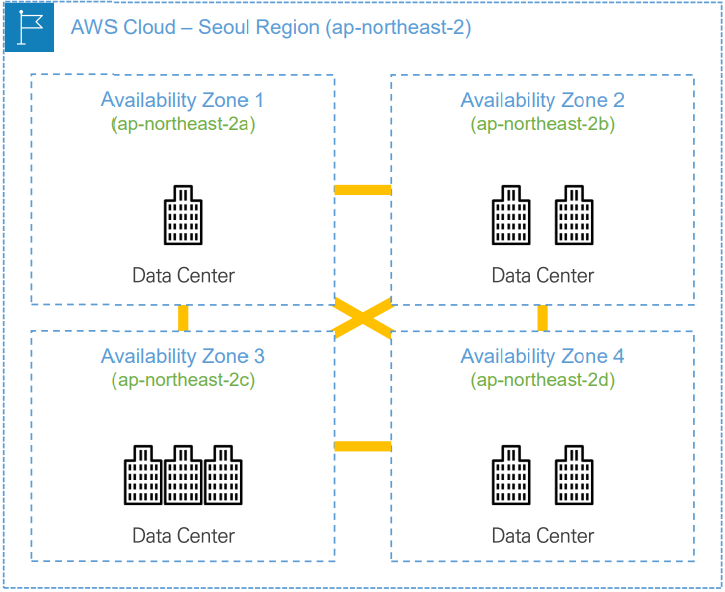 AWS Cloud – Seoul Region (ap-northeast-2)
Availability Zone 1
(ap-northeast-2a)
Data Center
Availability Zone 2
(ap-northeast-2b)
Data Center
Availability Zone 3
(ap-northeast-2c)
Data Center
Availability Zone 4
(ap-northeast-2d)
Data Center